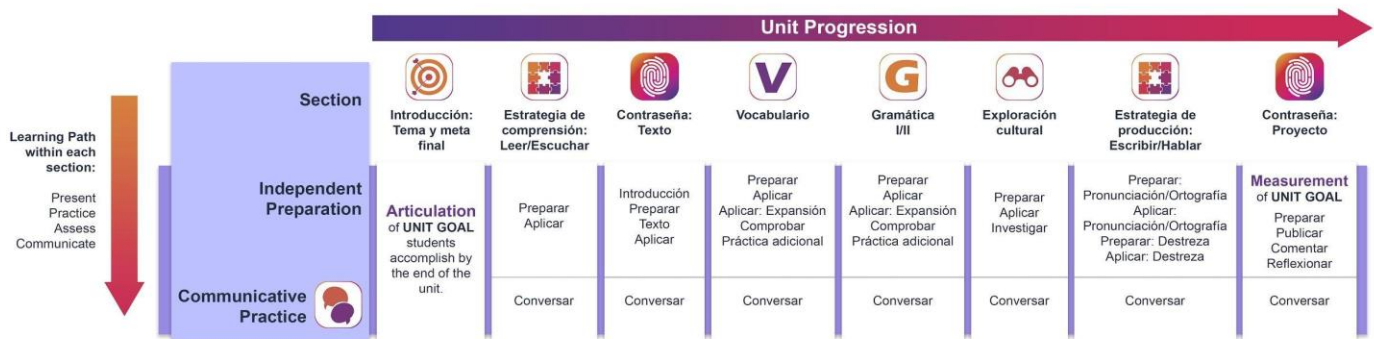 Unit Progression
V
G
Section
Introducción:
Tema y meta
final
Estrategia de
comprensión:
Leer/Escuchar
Contraseña:
Texto
Vocabulario
Gramática
I/II
Exploración
cultural
Estrategia de
producción:
Escribir/Hablar
Contraseña:
Proyecto
Learning Path
within each
section:
Present
Practice
Assess
Communicate
Independent
Preparation
Articulation
of UNIT GOAL
students
accomplish by
the end of the
unit.
Preparar
Aplicar
Introducción
Preparar
Texto
Aplicar
Preparar
Aplicar
Aplicar: Expansión
Comprobar
Práctica adicional
Preparar
Aplicar
Aplicar: Expansión
Comprobar
Práctica adicional
Preparar
Aplicar
Investigar
Preparar:
Pronunciación/Ortografía
Aplicar:
Pronunciación/Ortografía
Preparar: Destreza
Aplicar: Destreza
Measurement
of UNIT GOAL
Preparar
Publicar
Comentar
Reflexionar
Communicative
Practice
Conversar
Conversar
Conversar
Conversar
Conversar
Conversar
Conversar